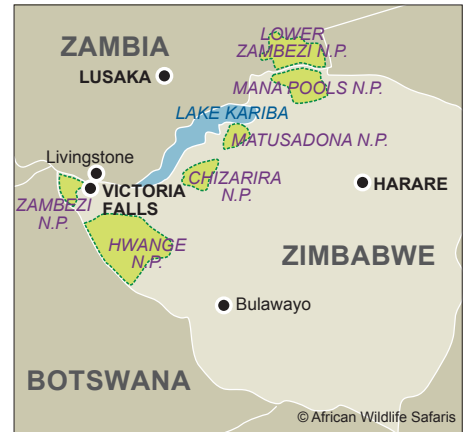 LOWER
ZAMBEZI N.P.
ZAMBIA
LUSAKA
MANA POOLS N.P.
LAKE KARIBA
MATUSADONA N.P.
Livingstone
CHIZARIRA
N.P.
HARARE
VICTORIA
FALLS
ZAMBEZI
N.P.
HWANGE
N.P.
ZIMBABWE
Bulawayo
BOTSWANA
© African Wildlife Safaris